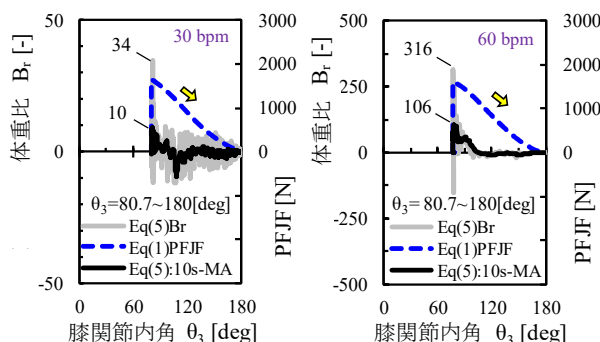 50
3000
30 bpm
34
2000
25
1000
10
0
0
θ₃=80.7~180[deg]
-25
Eq(5)Br
Eq(1)PFJF
Eq(5):10s-MA
-50
0 60 120 180
膝関節内角 θ₃ [deg]
体重比 Bᵣ [-]
PFJF [N]
500
3000
60 bpm
316
2000
250
106
1000
0
0
θ₃=80.7~180[deg]
-250
Eq(5)Br
Eq(1)PFJF
Eq(5):10s-MA
-500
0 60 120 180
膝関節内角 θ₃ [deg]
体重比 Bᵣ [-]
PFJF [N]